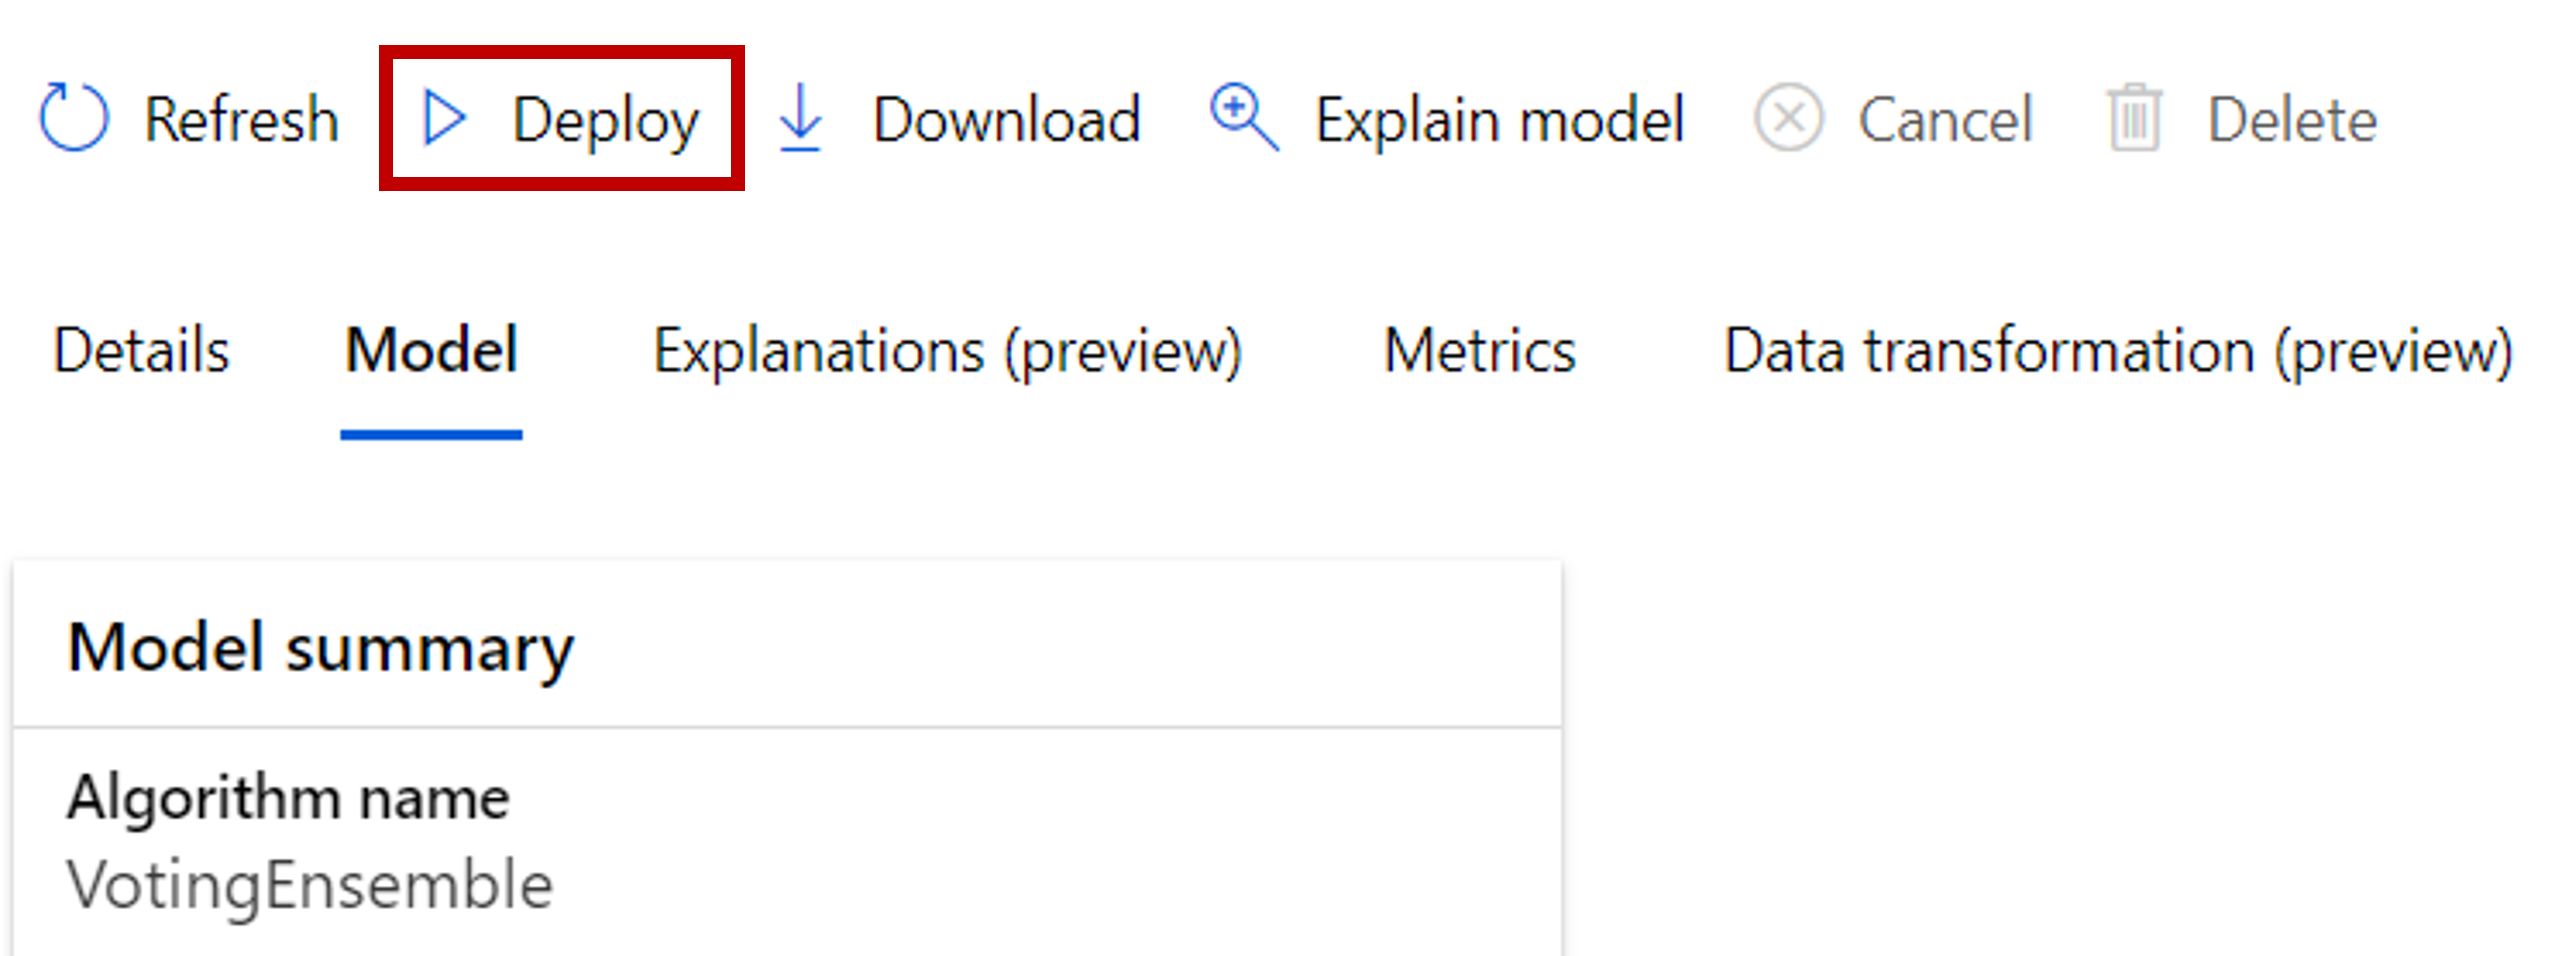 Refresh Deploy Download Explain model Cancel Delete
Details Model Explanations (preview) Metrics Data transformation (preview)
Model summary
Algorithm name
VotingEnsemble